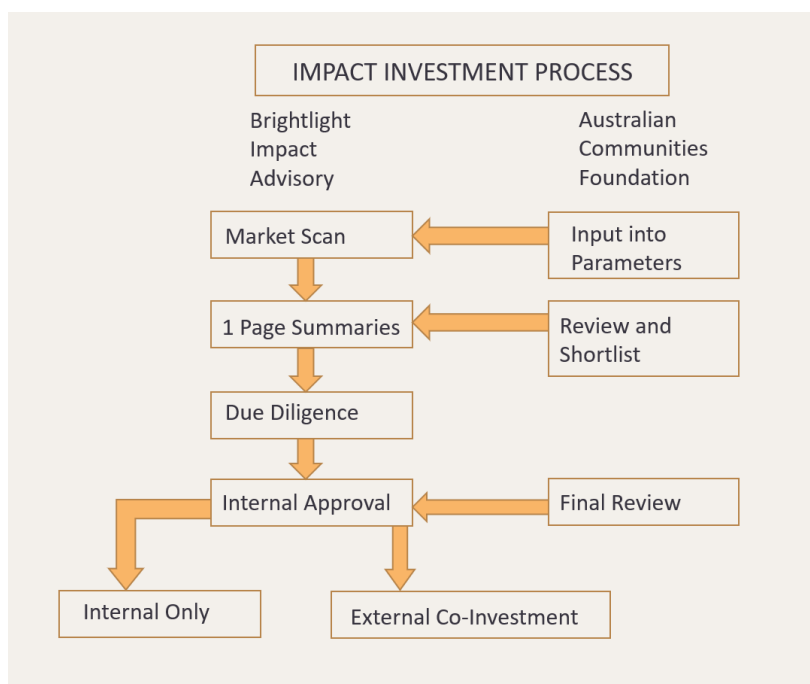 IMPACT INVESTMENT PROCESS
Brightlight
Impact
Advisory
Australian
Communities
Foundation
Market Scan
Input into
Parameters
1 Page Summaries
Review and
Shortlist
Due Diligence
Internal Approval
Final Review
Internal Only
External Co-Investment